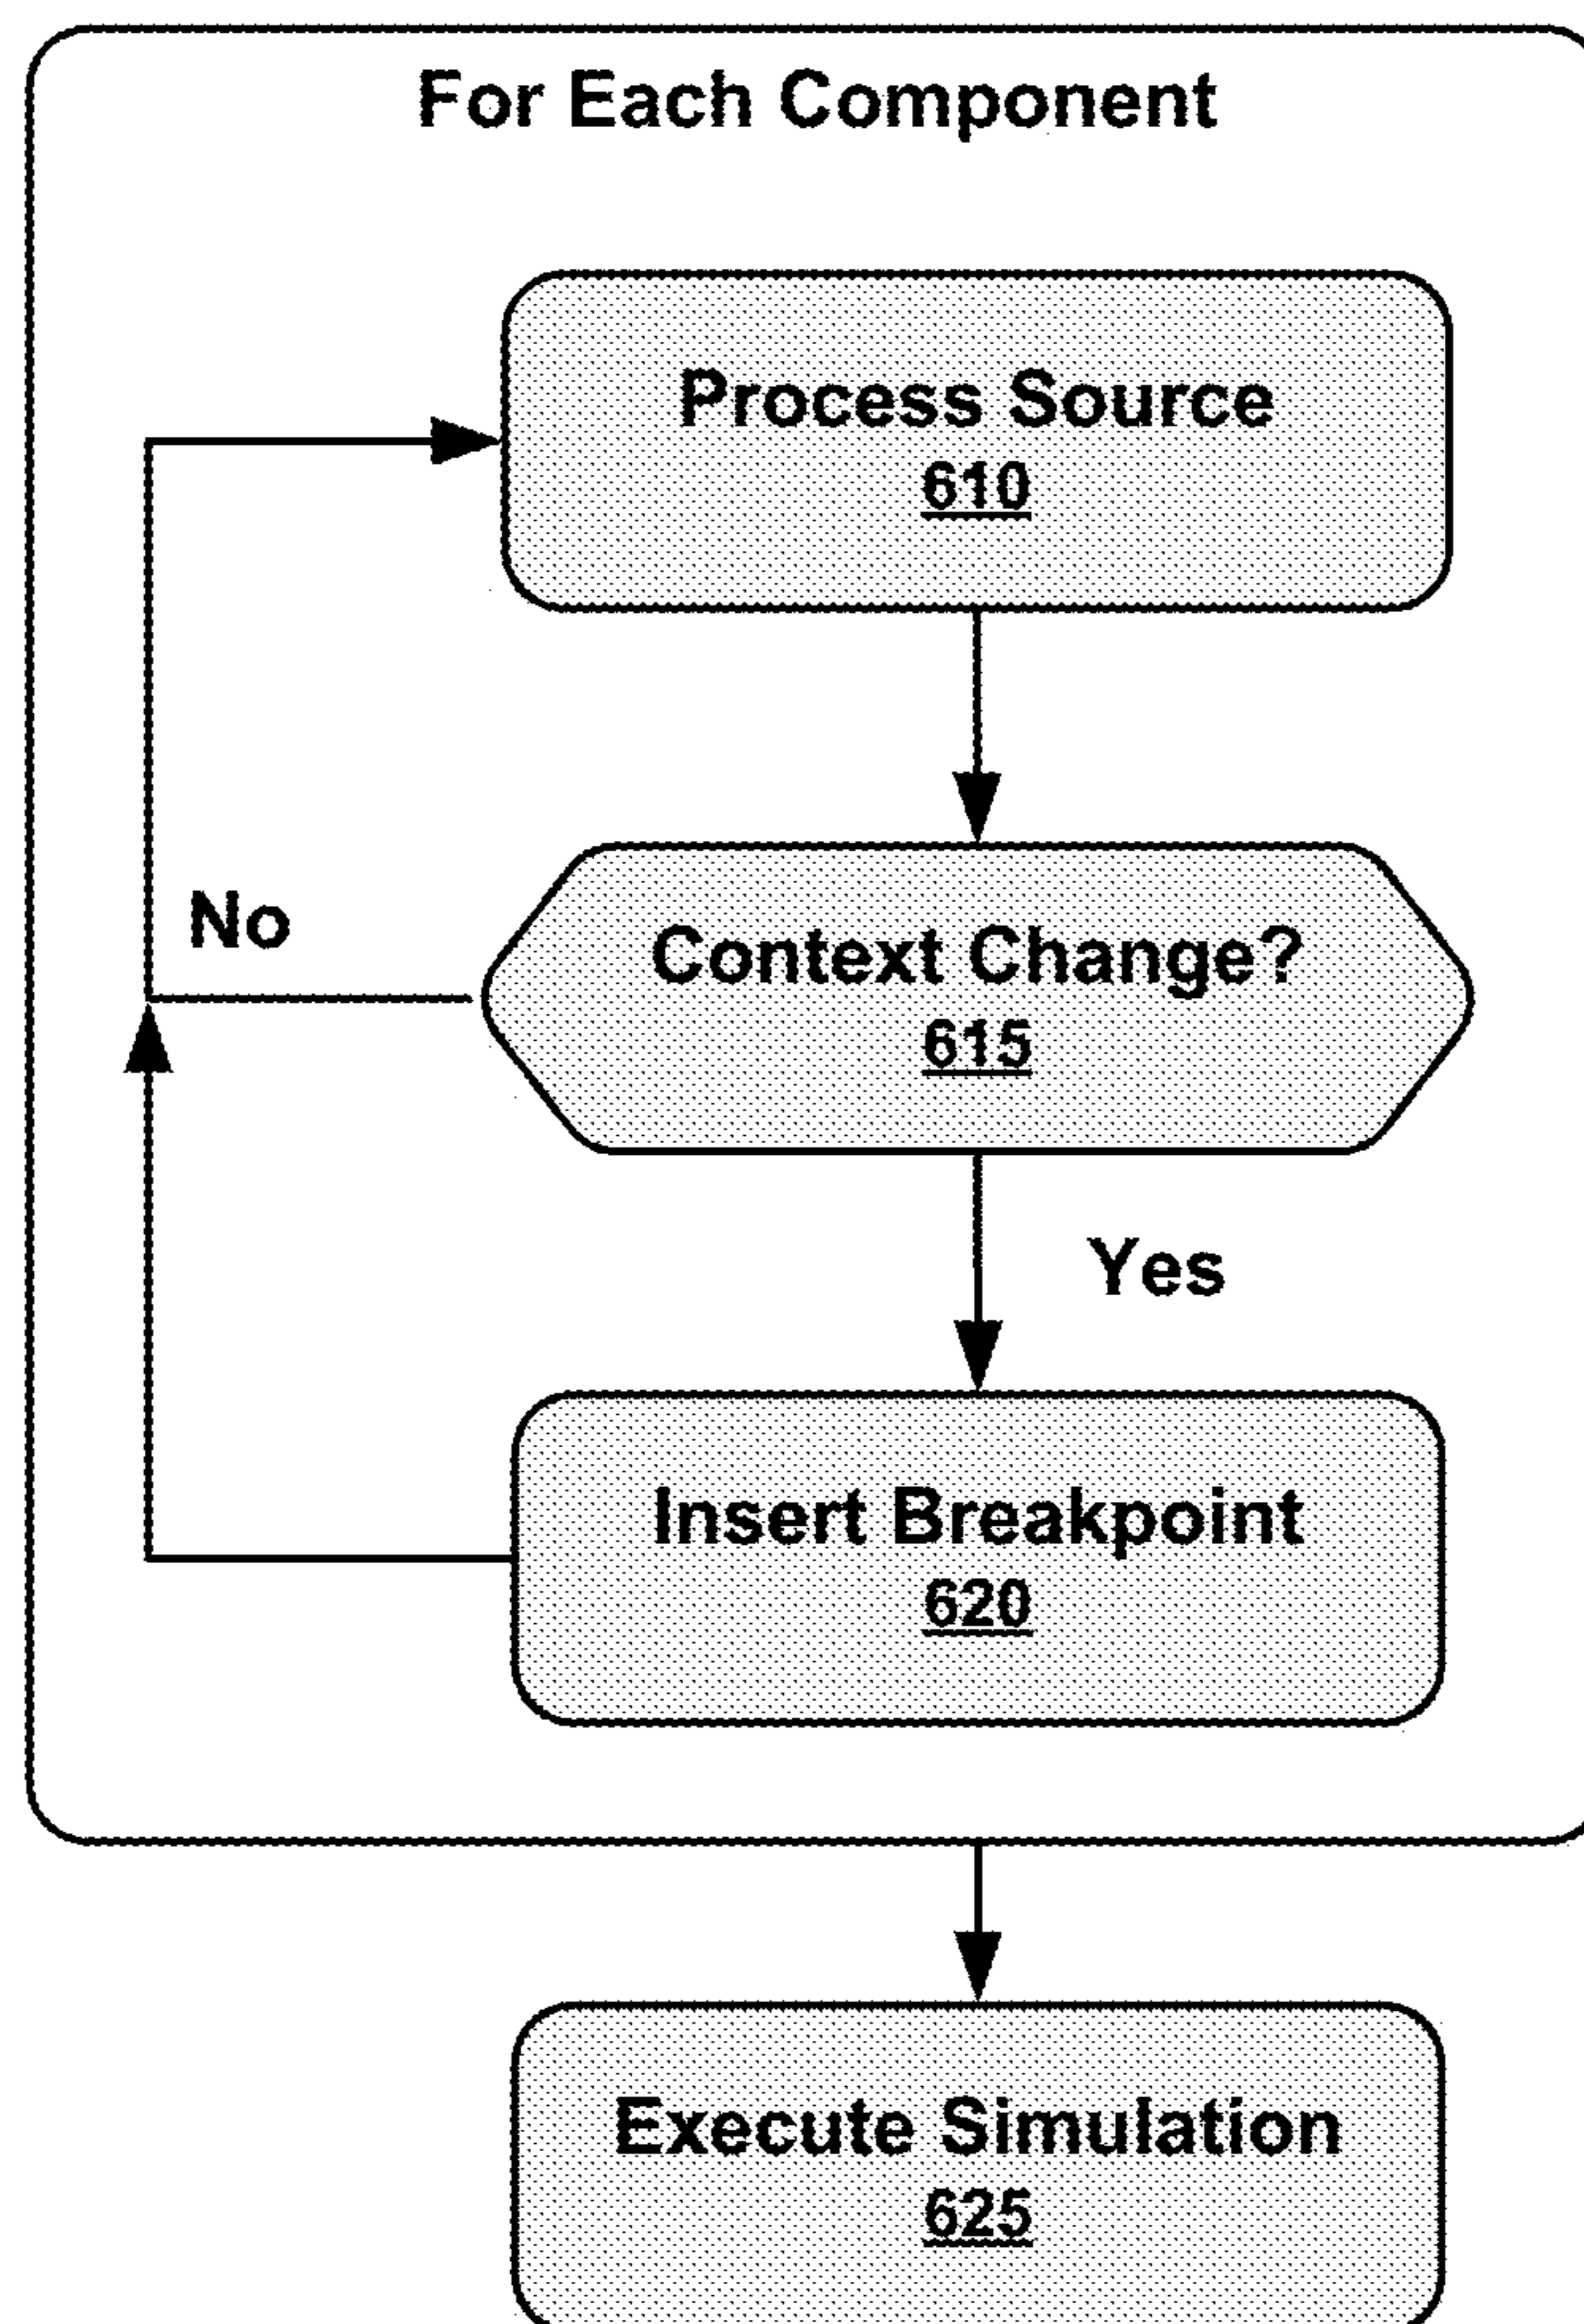 For Each Component
Process Source
610
No
Context Change?
615
Yes
Insert Breakpoint
620
Execute Simulation
625